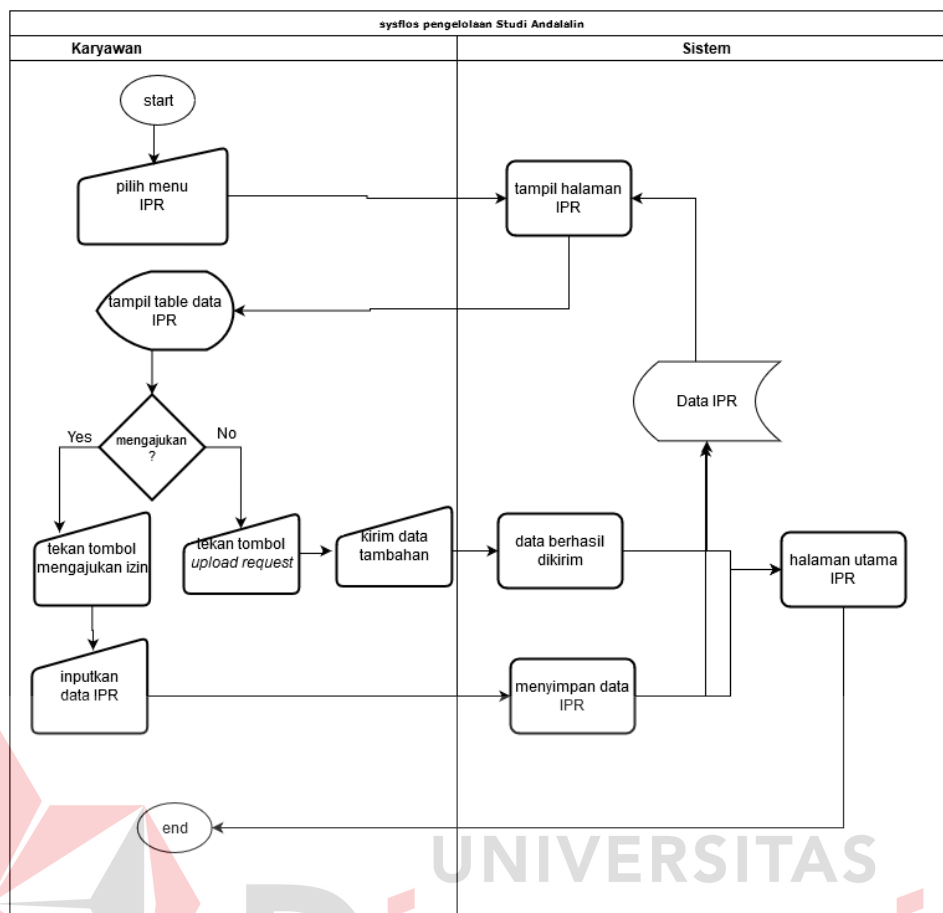 sysflos pengelolaan Studi Andalalin
Karyawan
Sistem
start
pilih menu
IPR
tampil halaman
IPR
tampil table data
IPR
Data IPR
Yes
mengajukan
?
No
tekan tombol
mengajukan izin
tekan tombol
upload request
kirim data
tambahan
data berhasil
dikirim
halaman utama
IPR
inputkan
data IPR
menyimpan data
IPR
end
UNIVERSITAS